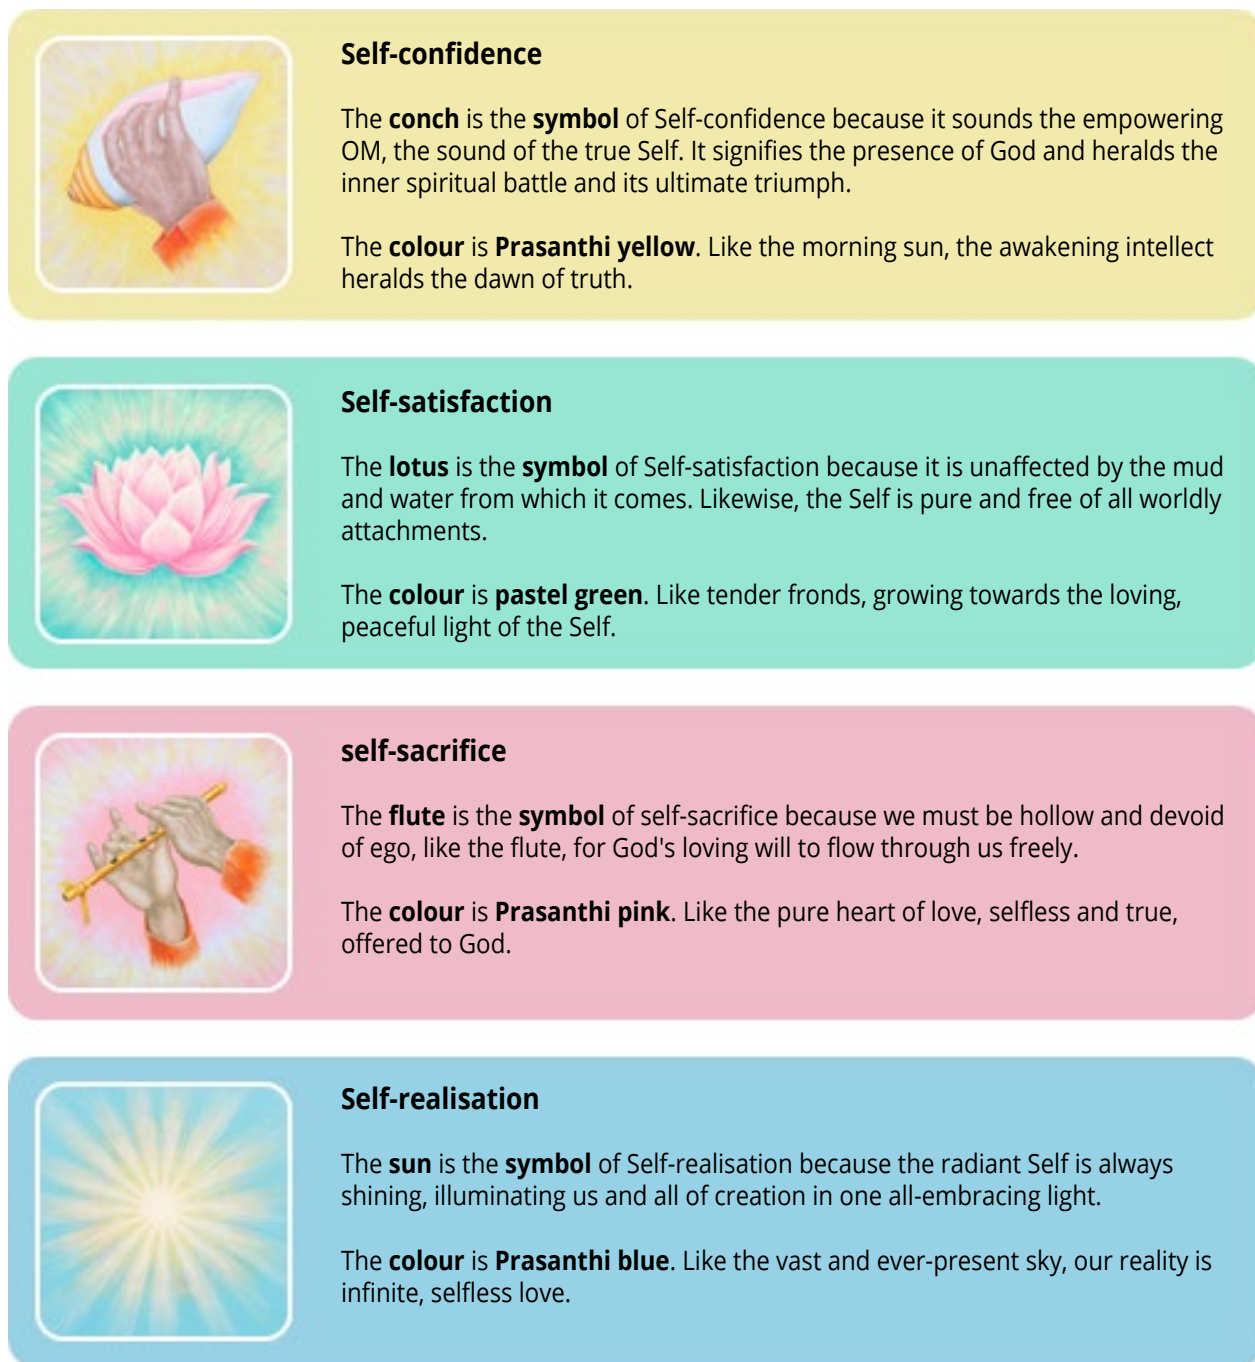 Self-confidence
The conch is the symbol of Self-confidence because it sounds the empowering
OM, the sound of the true Self. It signifies the presence of God and heralds the
inner spiritual battle and its ultimate triumph.
The colour is Prasanthi yellow. Like the morning sun, the awakening intellect
heralds the dawn of truth.
Self-satisfaction
The lotus is the symbol of Self-satisfaction because it is unaffected by the mud
and water from which it comes. Likewise, the Self is pure and free of all worldly
attachments.
The colour is pastel green. Like tender fronds, growing towards the loving,
peaceful light of the Self.
self-sacrifice
The flute is the symbol of self-sacrifice because we must be hollow and devoid
of ego, like the flute, for God's loving will to flow through us freely.
The colour is Prasanthi pink. Like the pure heart of love, selfless and true,
offered to God.
Self-realisation
The sun is the symbol of Self-realisation because the radiant Self is always
shining, illuminating us and all of creation in one all-embracing light.
The colour is Prasanthi blue. Like the vast and ever-present sky, our reality is
infinite, selfless love.